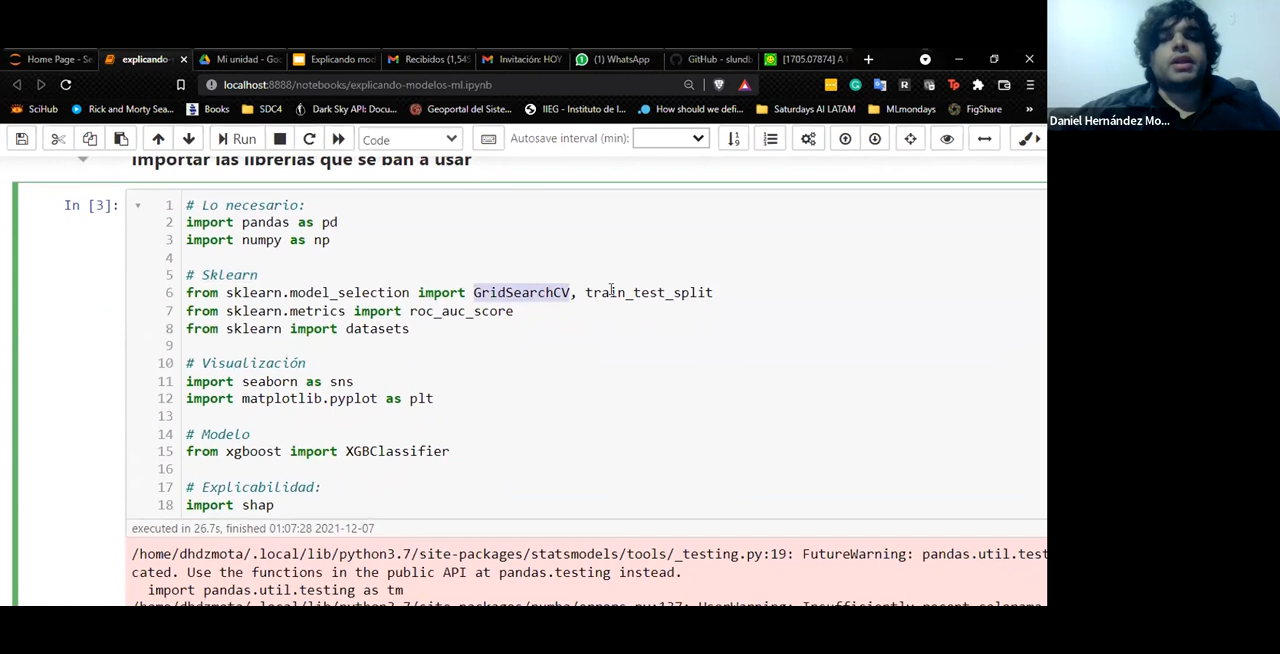 Home Page - Se
explicando-
Mi unidad - Goo
Explicando mod
Recibidos (1,545
Invitación: HOY
(1) WhatsApp
GitHub - slundb
[1705.07874] A U
localhost:8888/notebooks/explicando-modelos-ml.ipynb
SciHub
Rick and Morty Sea...
Books
SDC4
Dark Sky API: Docu...
Geoportal del Siste...
IIEG - Instituto de I...
How should we defi...
Saturdays AI LATAM
MLmondays
FigShare
»
Run
Code
Autosave interval (min):
Importar las librerías que se ban a usar
In [3]:
1 # Lo necesario:
2 import pandas as pd
3 import numpy as np
4
5 # Sklearn
6 from sklearn.model_selection import GridSearchCV, train_test_split
7 from sklearn.metrics import roc_auc_score
8 from sklearn import datasets
9
10 # Visualización
11 import seaborn as sns
12 import matplotlib.pyplot as plt
13
14 # Modelo
15 from xgboost import XGBClassifier
16
17 # Explicabilidad:
18 import shap
executed in 26.7s, finished 01:07:28 2021-12-07
/home/dhdzmota/.local/lib/python3.7/site-packages/statsmodels/tools/_testing.py:19: FutureWarning: pandas.util.test
cated. Use the functions in the public API at pandas.testing instead.
import pandas.util.testing as tm
Daniel Hernández Mo...